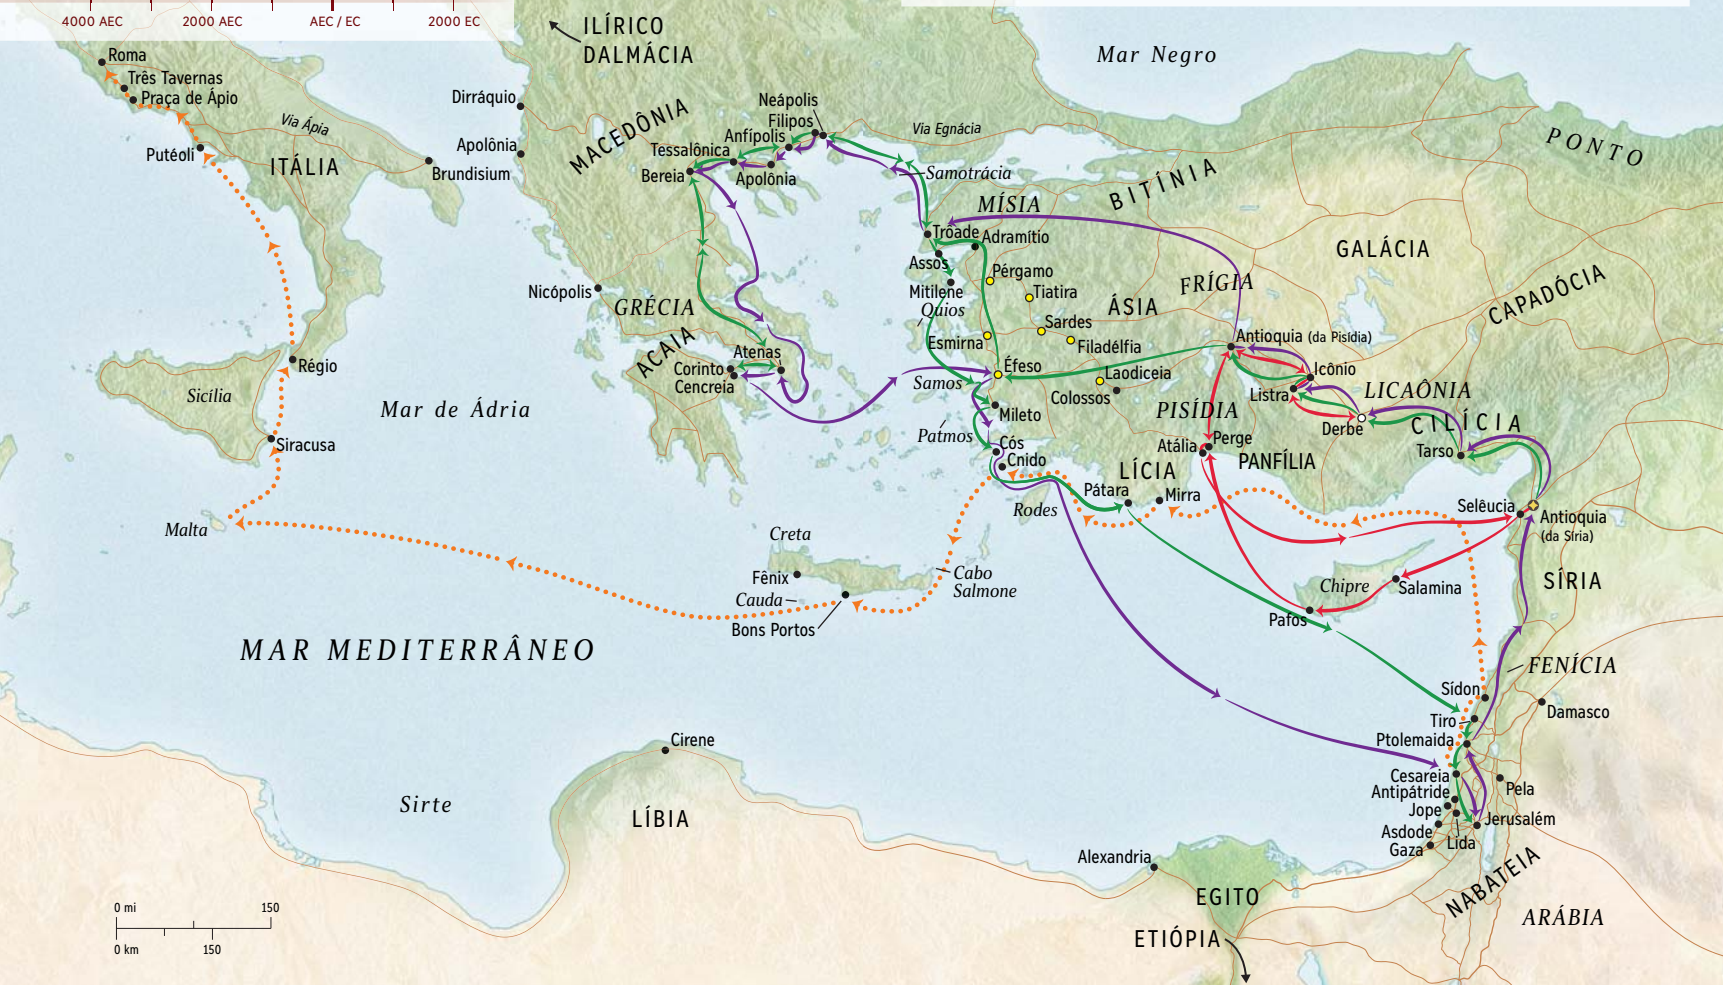 4000 AEC
2000 AEC
AEC / EC
2000 EC
ILÍRICO
DALMÁCIA
Mar Negro
Roma
Três Tavernas
Praça de Ápio
Via Ápia
Putéoli
ITÁLIA
Dirráquio
Apolônia
Brundisium
MACEDÔNIA
Neápolis
Filipos
Anfípolis
Tessalônica
Bereia
Apolônia
Via Egnácia
Samotrácia
PONTO
BITÍNIA
MÍSIA
Trôade
Adramítio
Assos
Mitilene
Quios
Pérgamo
Tiatira
ÁSIA
Sardes
Esmirna
Filadélfia
FRÍGIA
GALÁCIA
CAPADÓCIA
Nicópolis
GRÉCIA
ACAIA
Atenas
Corinto
Cencreia
Éfeso
Samos
Laodiceia
Colossos
Mileto
Patmos
Antioquia (da Pisídia)
Icônio
Listra
LICAÔNIA
PISÍDIA
Derbe
CILÍCIA
Tarso
Régio
Sicília
Siracusa
Mar de Ádria
Malta
Cós
Cnido
Atália
Perge
PANFÍLIA
LÍCIA
Pátara
Mirra
Rodes
Selêucia
Antioquia
(da Síria)
Creta
Fênix
Cauda
Bons Portos
Cabo
Salmone
Chipre
Salamina
Pafos
SÍRIA
MAR MEDITERRÂNEO
FENÍCIA
Sídon
Tiro
Damasco
Ptolemaida
Cirene
Sirte
LÍBIA
Cesareia
Antipátride
Jope
Pela
Asdode
Gaza
Lida
Jerusalém
Alexandria
EGITO
NABATEIA
ARÁBIA
ETIÓPIA
0 mi
150
0 km
150